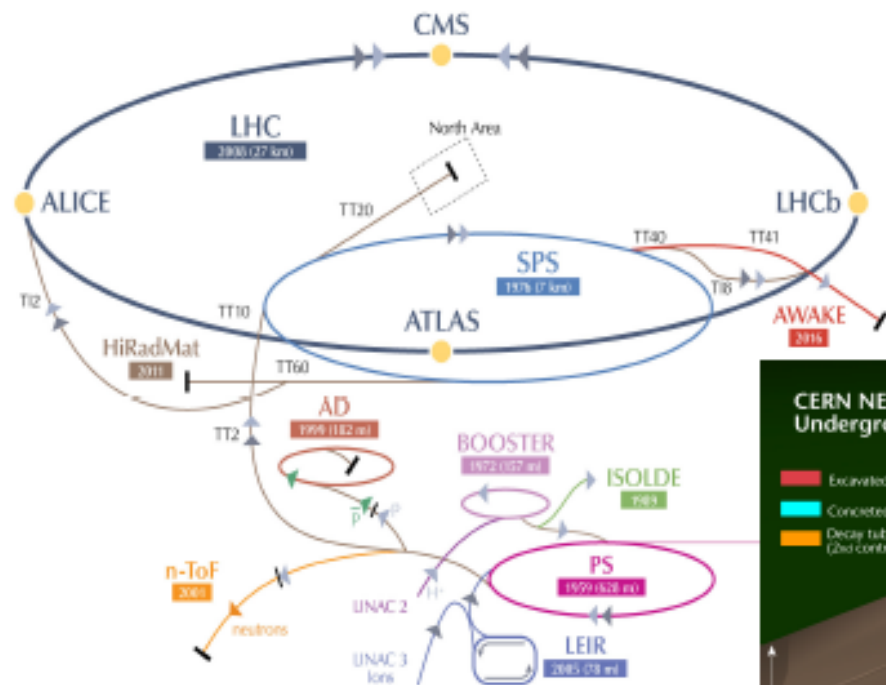 CMS
LHC
2008 (27 km)
North Area
ALICE
LHCb
TT20
TT40
TT41
SPS
1976 (7 km)
TI2
TT10
TI8
ATLAS
AWAKE
2016
HiRadMat
2011
TT60
AD
1999 (182 m)
TT2
BOOSTER
1972 (157 m)
ISOLDE
1989
p
p
n-ToF
2001
PS
1959 (628 m)
LINAC 2
H+
neutrons
LINAC 3
Ions
LEIR
2005 (78 m)
CERN NE
Undergro
Excavated
Concreted
Decay tub
(2nd contr